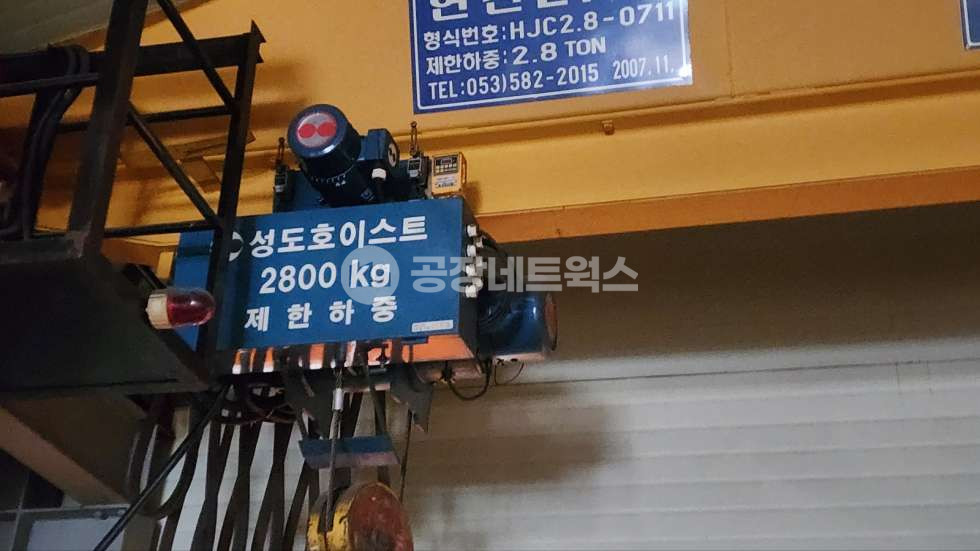 형식번호:HJC2.8-0711
제한하중:2.8 TON
TEL:053)582-2015 2007.11.
성도호이스트
2800 kg
제한하중
공장네트웍스